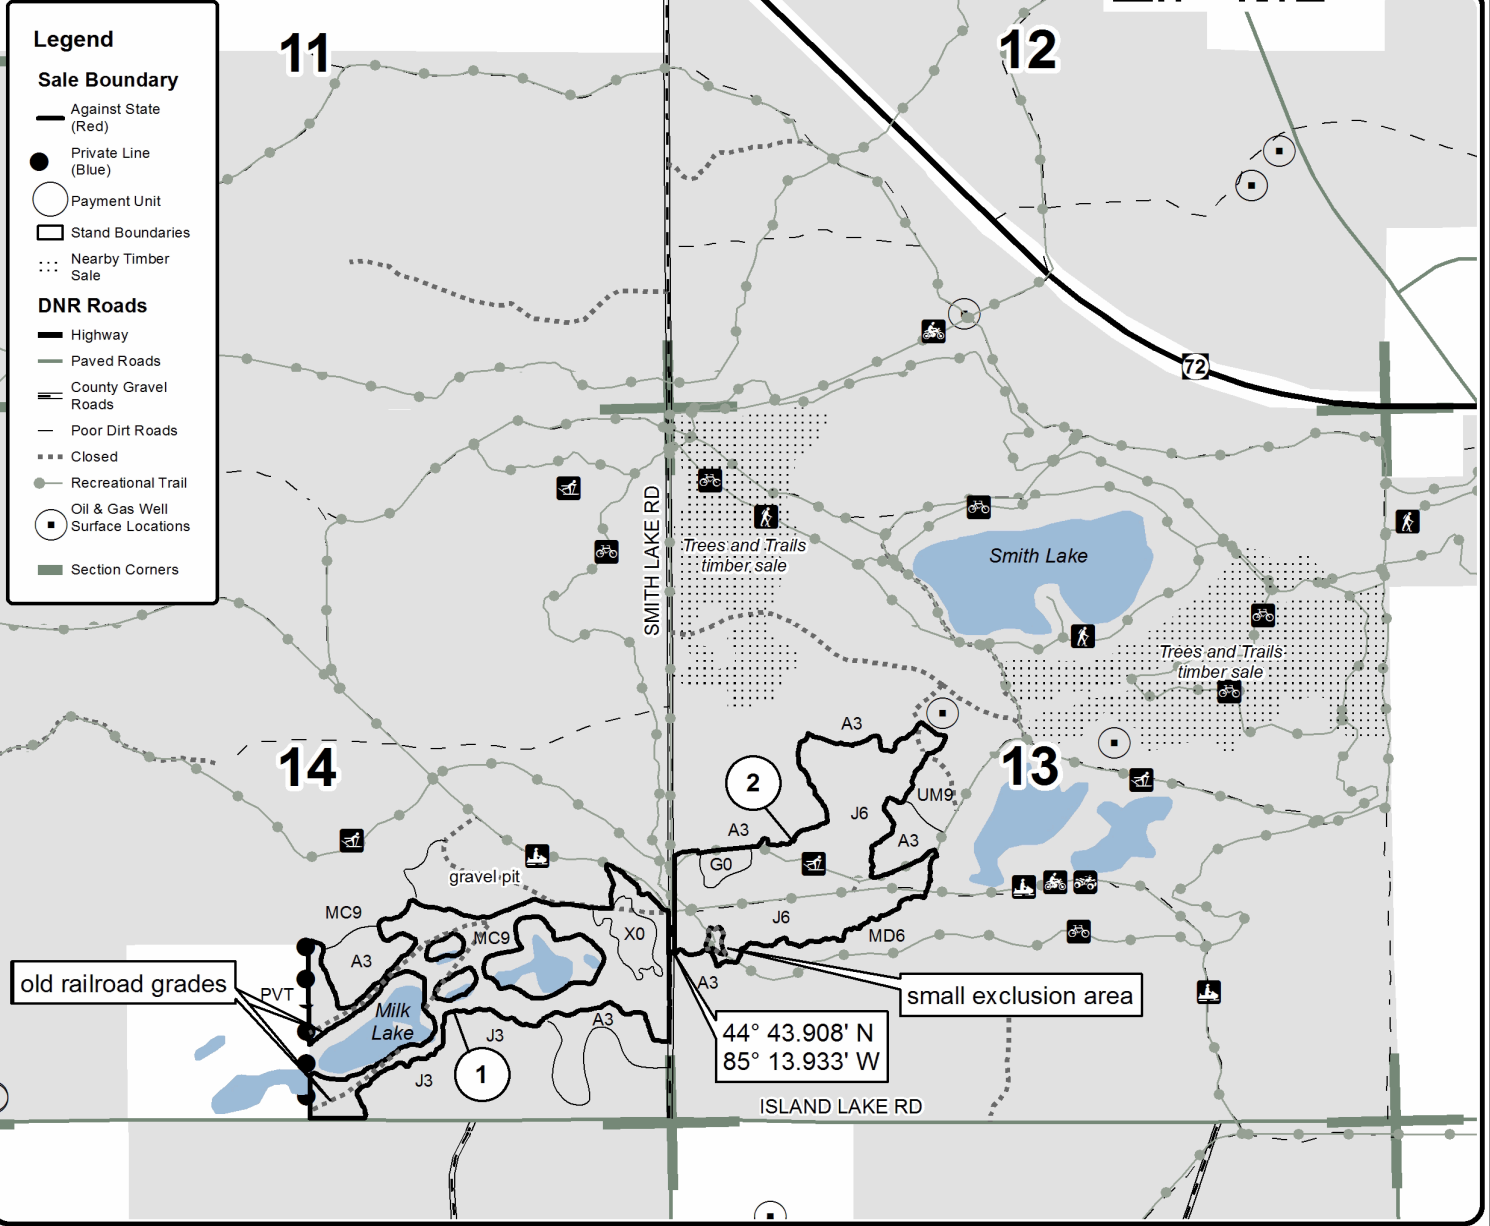 Legend
Sale Boundary
Against State
(Red)
Private Line
(Blue)
Payment Unit
Stand Boundaries
Nearby Timber
Sale
DNR Roads
Highway
Paved Roads
County Gravel
Roads
Poor Dirt Roads
Closed
Recreational Trail
Oil & Gas Well
Surface Locations
Section Corners
11
12
72
SMITH LAKE RD
Trees and Trails
timber sale
Smith Lake
Trees and Trails
timber sale
14
13
2
A3
UM9
J6
A3
A3
G0
gravel pit
MC9
MC9
X0
A3
J6
MD6
old railroad grades
PVT
A3
small exclusion area
Milk
Lake
J3
A3
44° 43.908' N
85° 13.933' W
J3
1
ISLAND LAKE RD